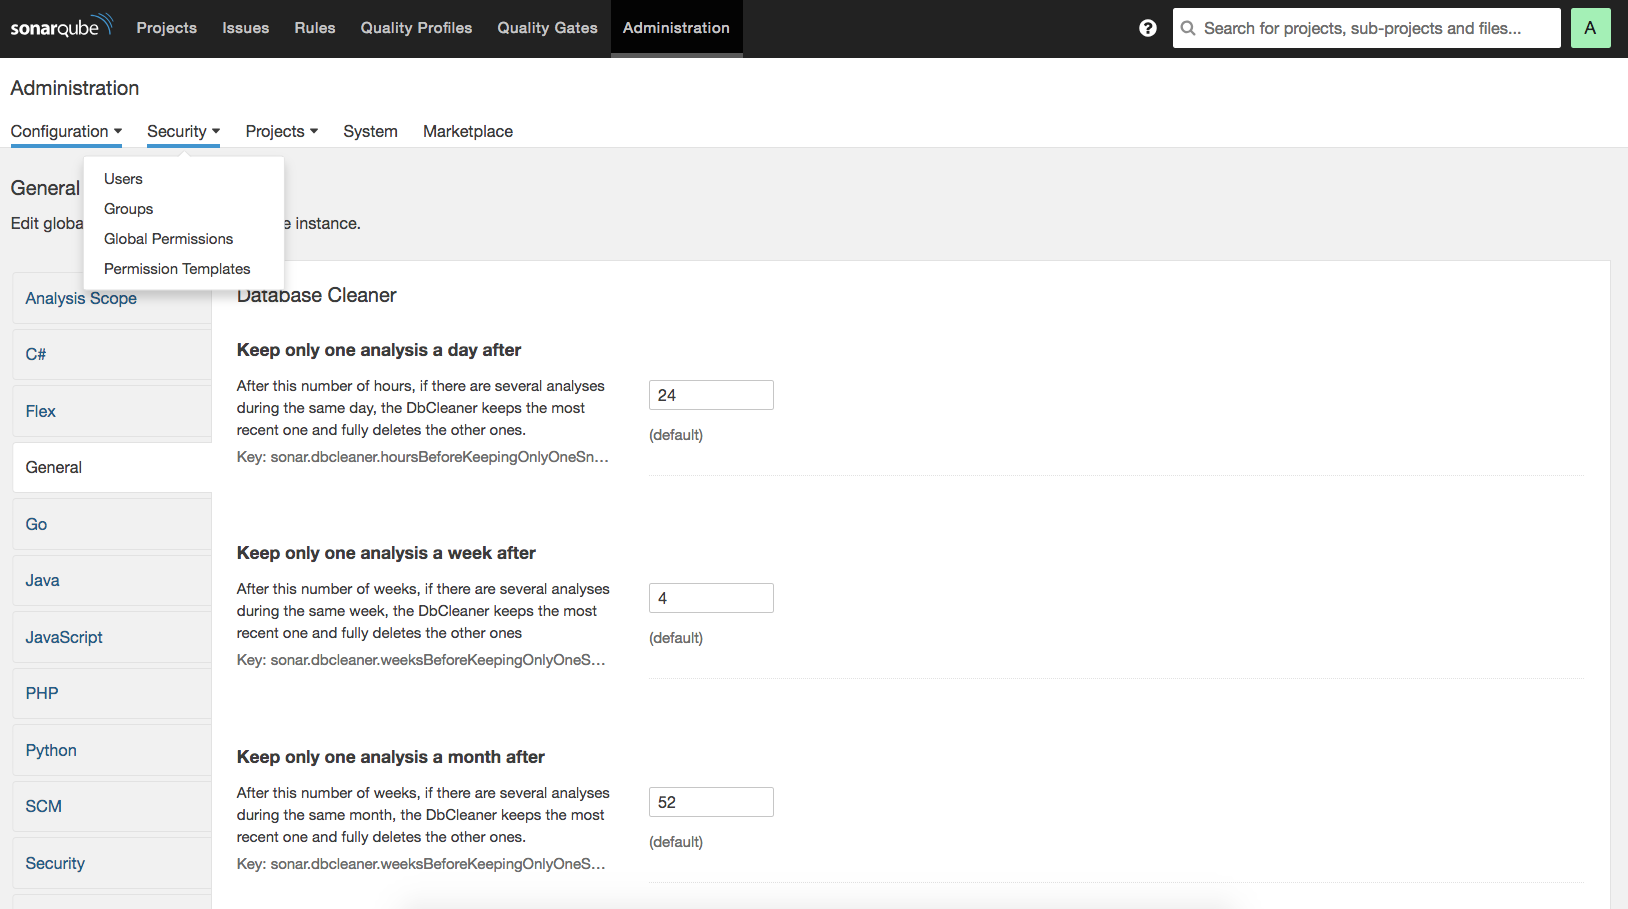 sonarqube Projects Issues Rules Quality Profiles Quality Gates Administration ? Search for projects, sub-projects and files... A
Administration
Configuration Security Projects System Marketplace
Users
Groups
Global Permissions
Permission Templates
General
Edit globa e instance.
Analysis Scope
C#
Flex
General
Go
Java
JavaScript
PHP
Python
SCM
Security
Database Cleaner
Keep only one analysis a day after
After this number of hours, if there are several analyses
during the same day, the DbCleaner keeps the most
recent one and fully deletes the other ones.
Key: sonar.dbcleaner.hoursBeforeKeepingOnlyOneSn...
24
(default)
Keep only one analysis a week after
After this number of weeks, if there are several analyses
during the same week, the DbCleaner keeps the most
recent one and fully deletes the other ones
Key: sonar.dbcleaner.weeksBeforeKeepingOnlyOneS...
4
(default)
Keep only one analysis a month after
After this number of weeks, if there are several analyses
during the same month, the DbCleaner keeps the most
recent one and fully deletes the other ones.
Key: sonar.dbcleaner.weeksBeforeKeepingOnlyOneS...
52
(default)